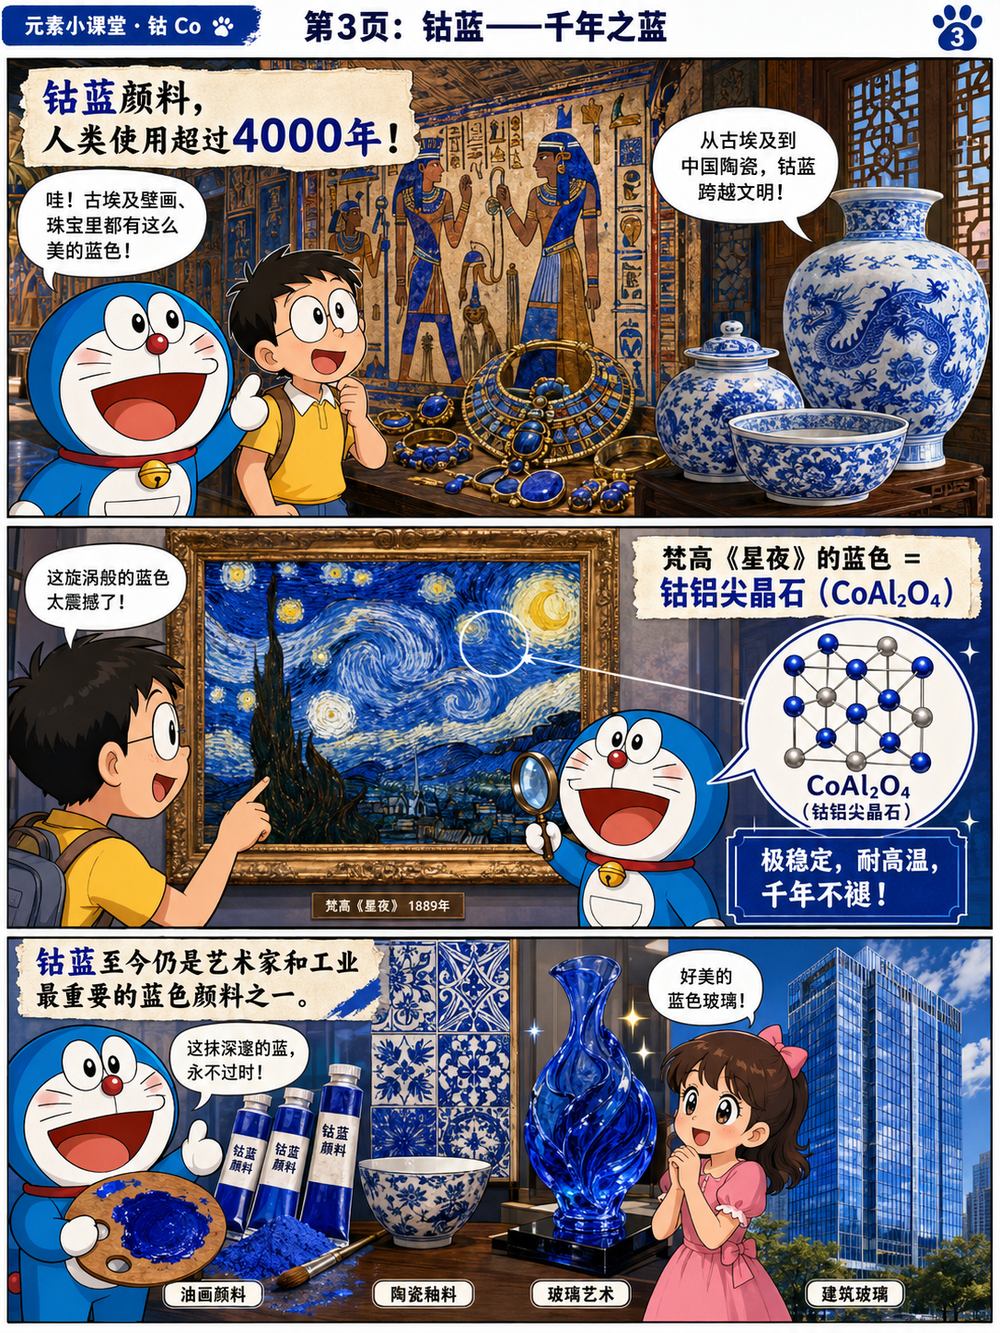 元素小课堂·钴 Co
第3页：钴蓝——千年之蓝
3
钴蓝颜料，
人类使用超过4000年！
哇！古埃及壁画、
珠宝里都有这么
美的蓝色！
从古埃及到
中国陶瓷，钴蓝
跨越文明！
这旋涡般的蓝色
太震撼了！
梵高《星夜》的蓝色 =
钴铝尖晶石（CoAl₂O₄）
CoAl₂O₄
（钴铝尖晶石）
极稳定，耐高温，
千年不褪！
梵高《星夜》 1889年
钴蓝至今仍是艺术家和工业
最重要的蓝色颜料之一。
这抹深邃的蓝，
永不过时！
好美的
蓝色玻璃！
钴蓝
颜料
钴蓝
颜料
钴蓝
颜料
油画颜料
陶瓷釉料
玻璃艺术
建筑玻璃